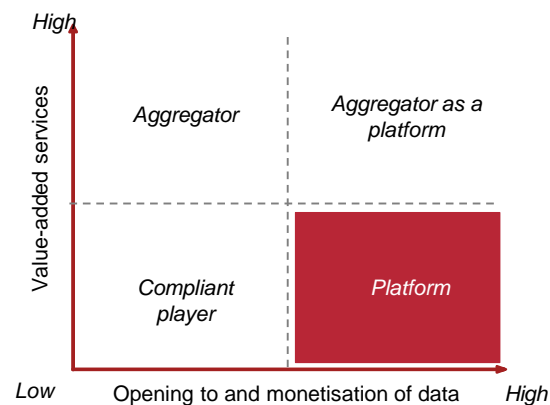 High
Value-added services
Aggregator
Aggregator as a
platform
Compliant
player
Platform
Low
Opening to and monetisation of data
High